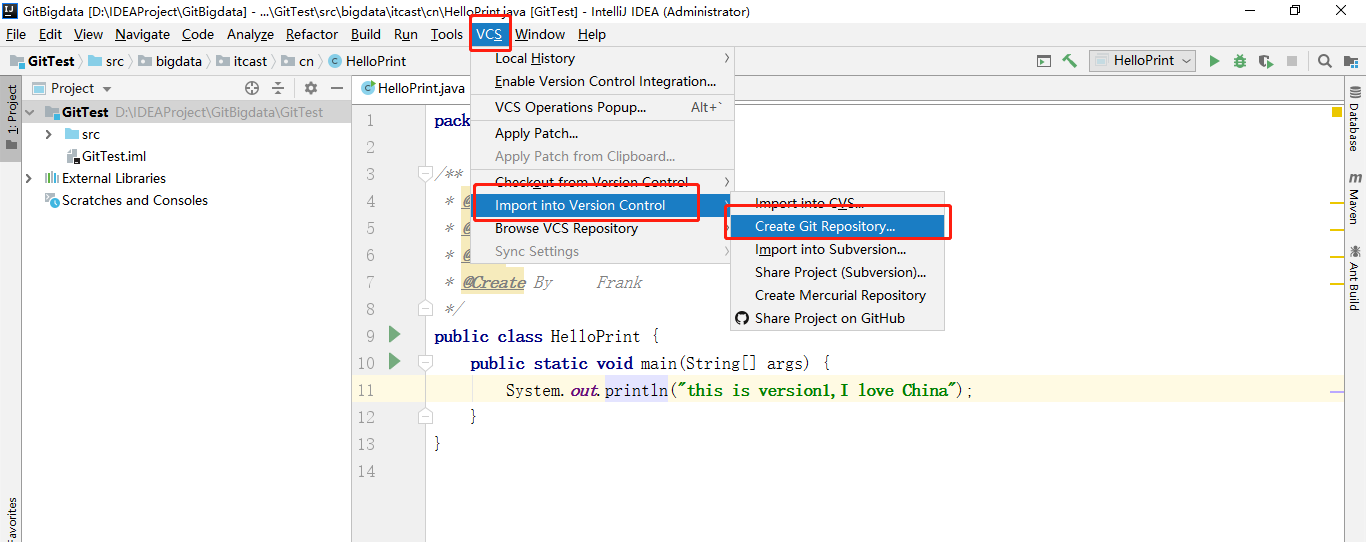 GitBigdata [D:\IDEAProject\GitBigdata] - ...\GitTest\src\bigdata\itcast\cn\HelloPrint.java [GitTest] - IntelliJ IDEA (Administrator)
File Edit View Navigate Code Analyze Refactor Build Run Tools VCS Window Help
GitTest src bigdata itcast cn HelloPrint
HelloPrint
1: Project
Favorites
Project
GitTest D:\IDEAProject\GitBigdata\GitTest
src
GitTest.iml
External Libraries
Scratches and Consoles
HelloPrint.java
Local History
Enable Version Control Integration...
VCS Operations Popup... Alt+`
Apply Patch...
Apply Patch from Clipboard...
Checkout from Version Control
Import into Version Control
Browse VCS Repository
Sync Settings
Import into CVS...
Create Git Repository...
Import into Subversion...
Share Project (Subversion)...
Create Mercurial Repository
Share Project on GitHub
1 pack
2
3 /**
4 * @
5 *
6 * @
7 * @Create By Frank
8 */
9 public class HelloPrint {
10 public static void main(String[] args) {
11 System.out.println("this is version1,I love China");
12 }
13 }
14
Database
Maven
Ant Build